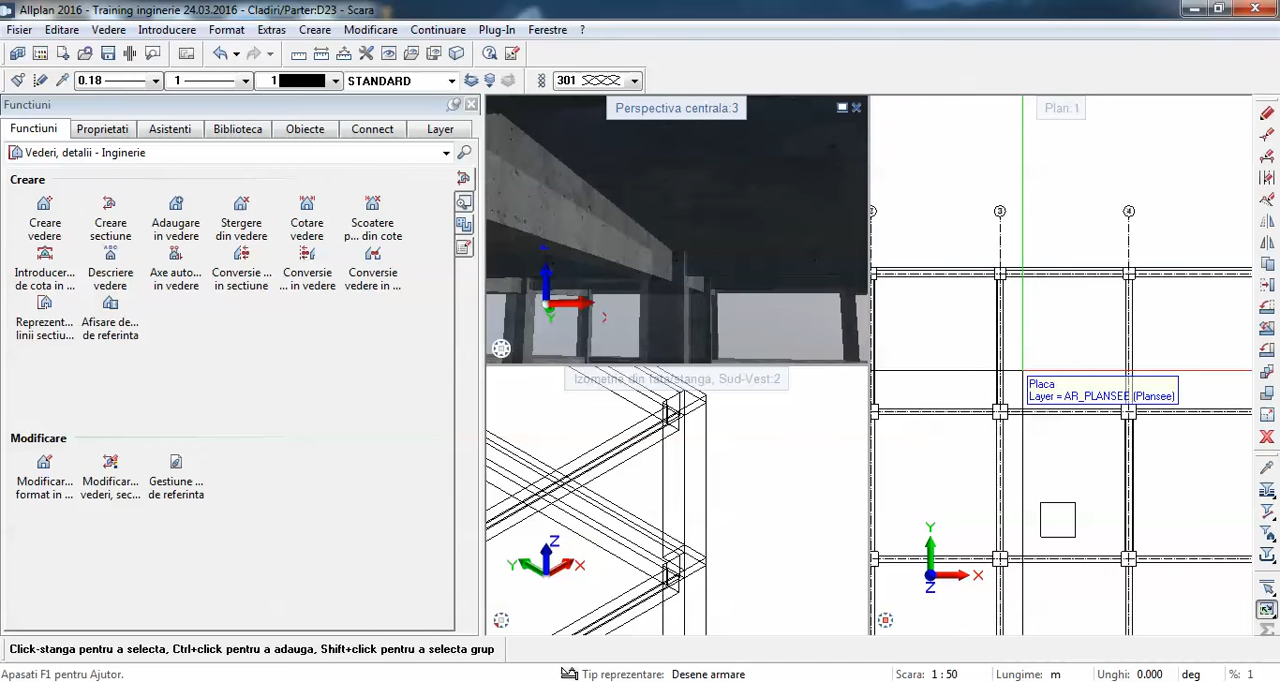 Allplan 2016 - Training inginerie 24.03.2016 - Cladiri/Parter:D23 - Scara
Fisier Editare Vedere Introducere Format Extras Creare Modificare Continuare Plug-In Ferestre ?
0.18 1 1 STANDARD 301
Functiuni
Functiuni Proprietati Asistenti Biblioteca Obiecte Connect Layer
Vederi, detalii - Inginerie
Creare
Creare vedere
Creare sectiune
Adaugare in vedere
Stergere din vedere
Cotare vedere
Scoatere p... din cote
Introducer... de cota in ...
Descriere vedere
Axe auto... in vedere
Conversie ... in sectiune
Conversie ... in vedere
Conversie vedere in ...
Reprezent... linii sectiu...
Afisare de... de referinta
Modificare
Modificar... format in ...
Modificar... vederi, sec...
Gestiune ... de referinta
Perspectiva centrala:3
X
Y
Izometrie din fata/stanga, Sud-Vest:2
Z
Y X
Plan:1
3 4
Placa
Layer = AR_PLANSEE (Plansee)
Y
X
Z
Click-stanga pentru a selecta, Ctrl+click pentru a adauga, Shift+click pentru a selecta grup
Apasati F1 pentru Ajutor. Tip reprezentare: Desene armare Scara: 1 : 50 Lungime: m Unghi: 0.000 deg %: 1